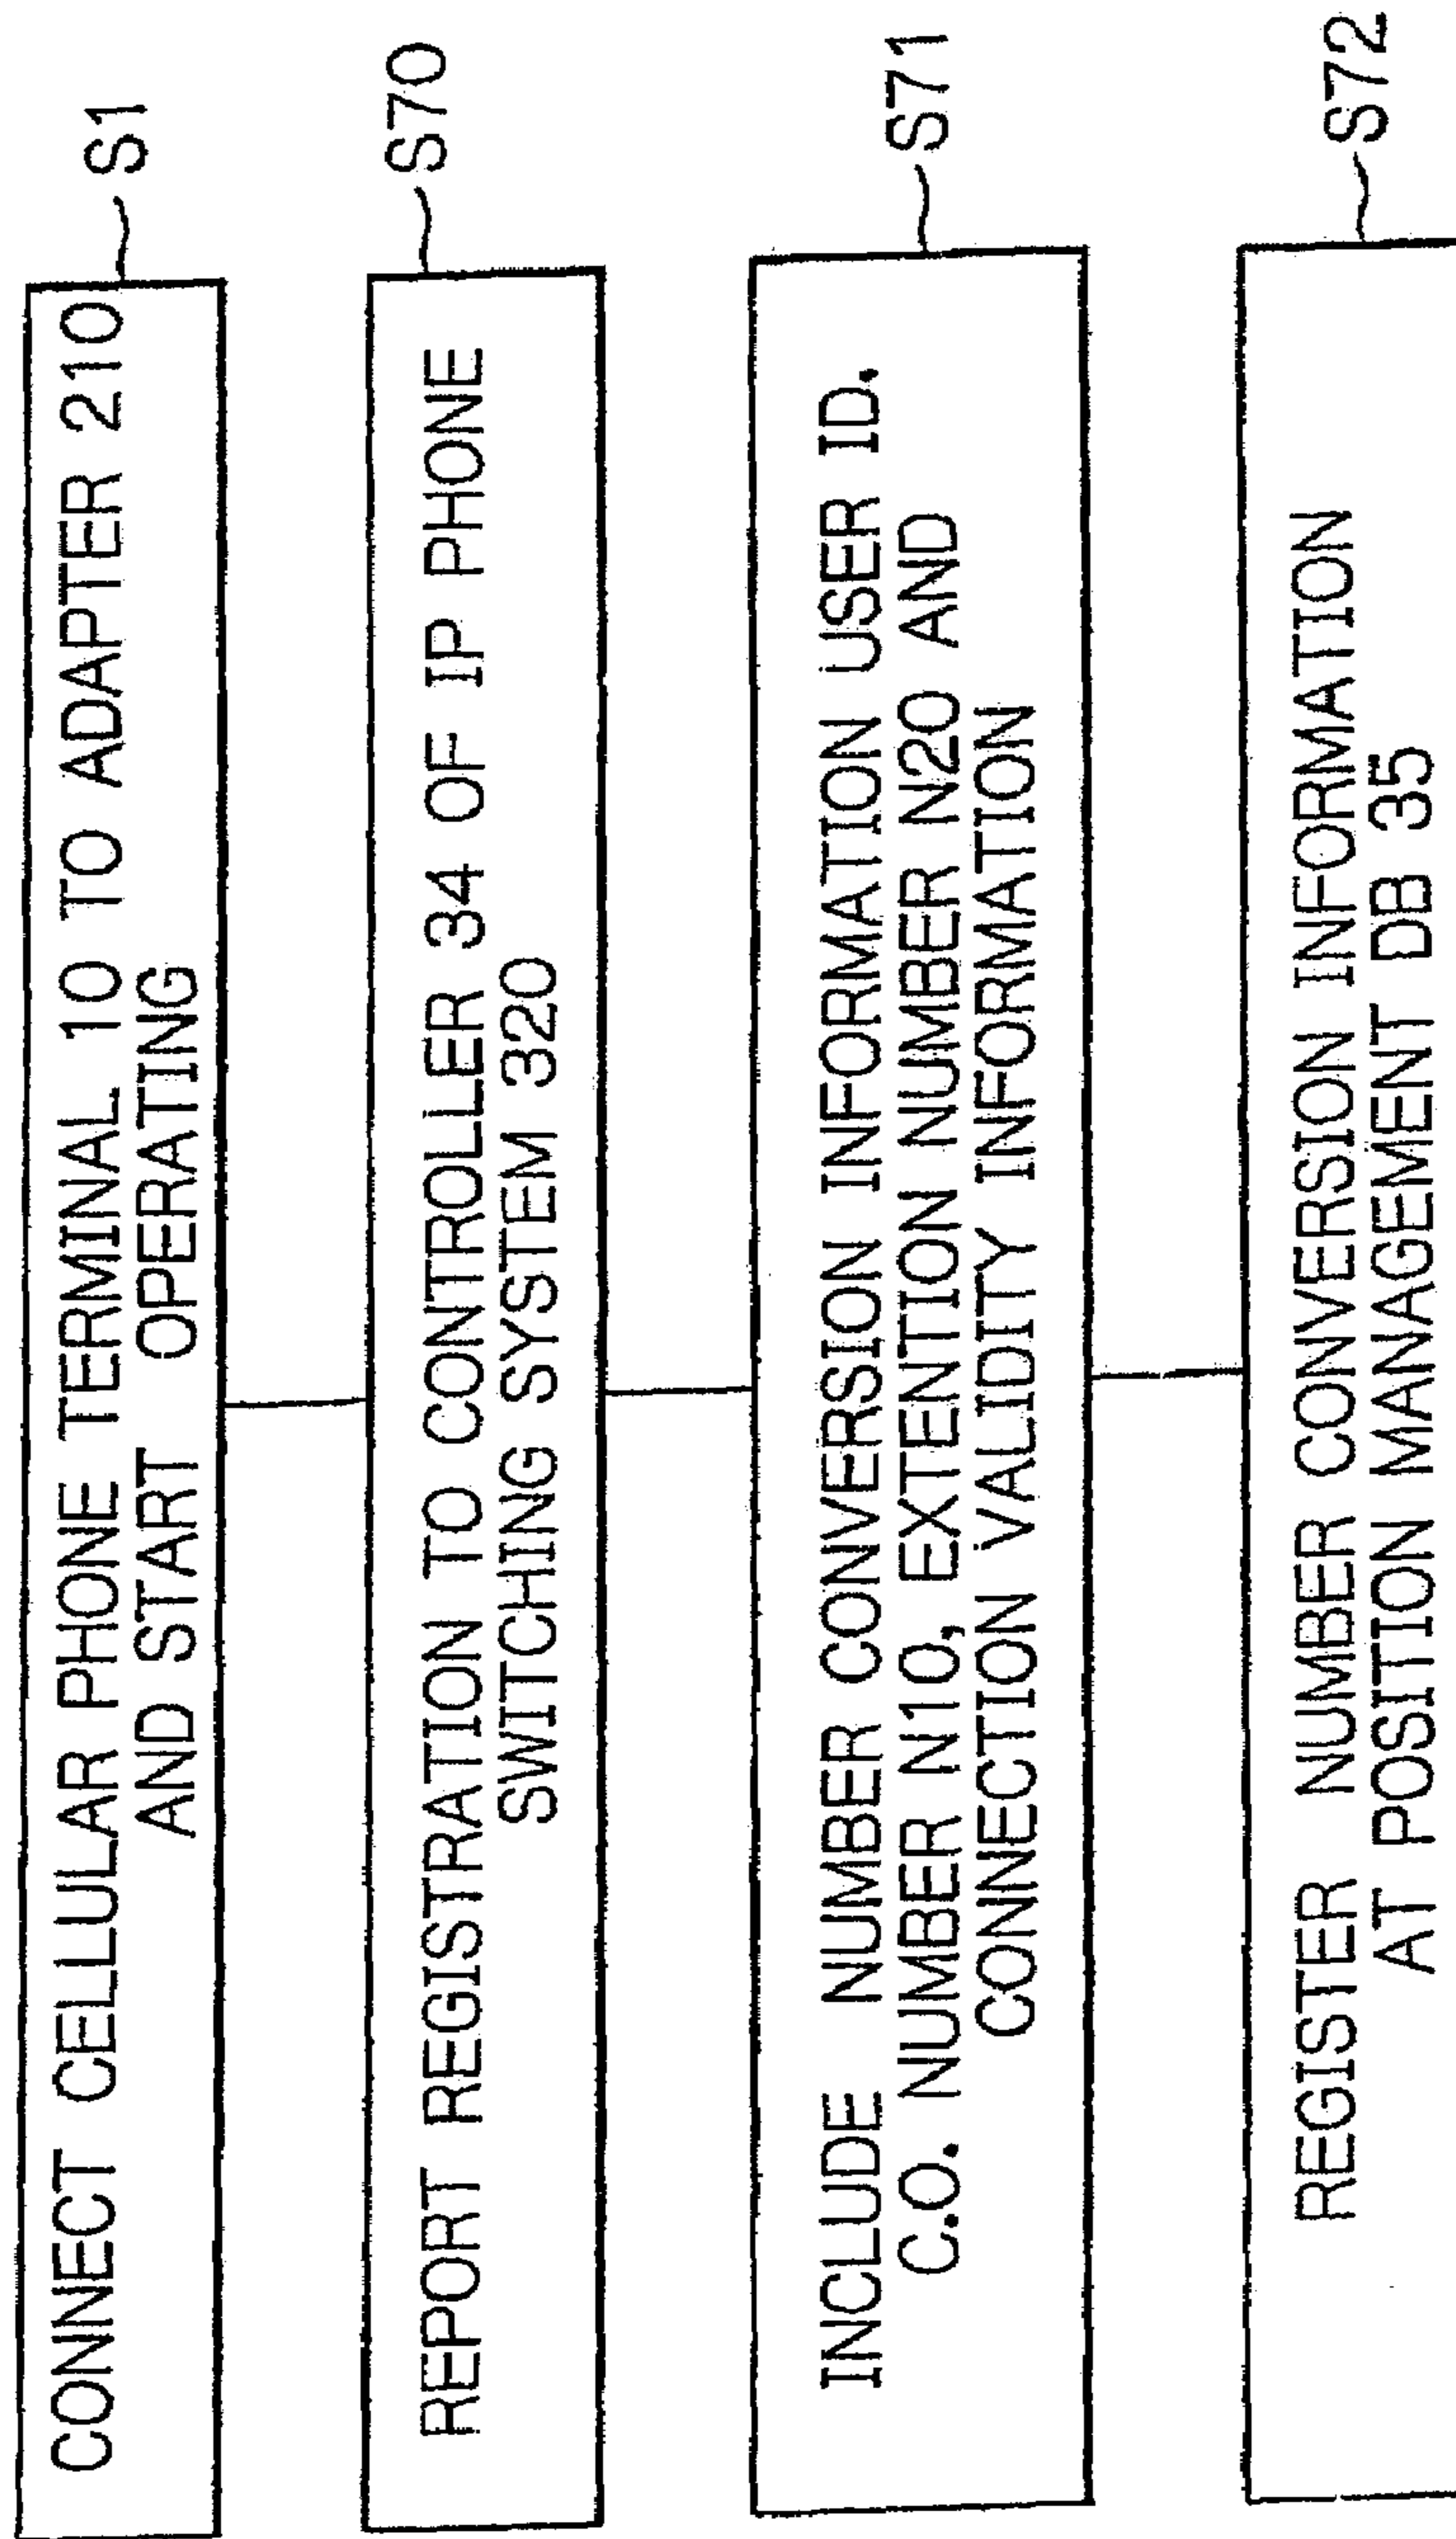 CONNECT CELLULAR PHONE TERMINAL 10 TO ADAPTER 210
AND START OPERATING
S1
REPORT REGISTRATION TO CONTROLLER 34 OF IP PHONE
SWITCHING SYSTEM 320
S70
INCLUDE NUMBER CONVERSION INFORMATION USER ID.
C.O. NUMBER N10, EXTENTION NUMBER N20 AND
CONNECTION VALIDITY INFORMATION
S71
REGISTER NUMBER CONVERSION INFORMATION
AT POSITION MANAGEMENT DB 35
S72